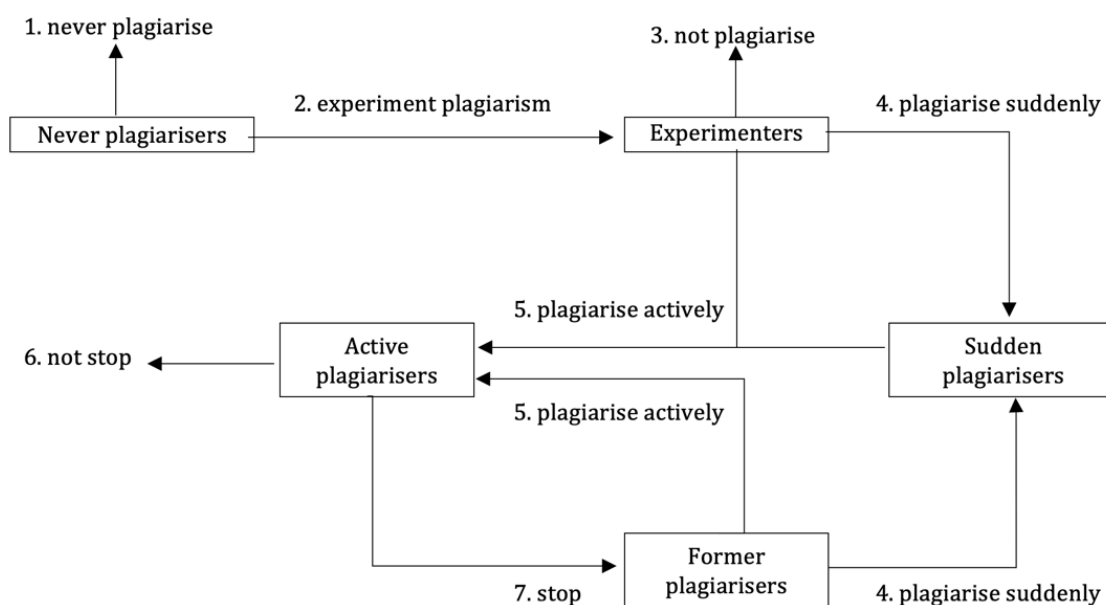 1. never plagiarise
3. not plagiarise
2. experiment plagiarism
4. plagiarise suddenly
Never plagiarisers
Experimenters
5. plagiarise actively
6. not stop
Active
plagiarisers
Sudden
plagiarisers
5. plagiarise actively
Former
plagiarisers
7. stop
4. plagiarise suddenly